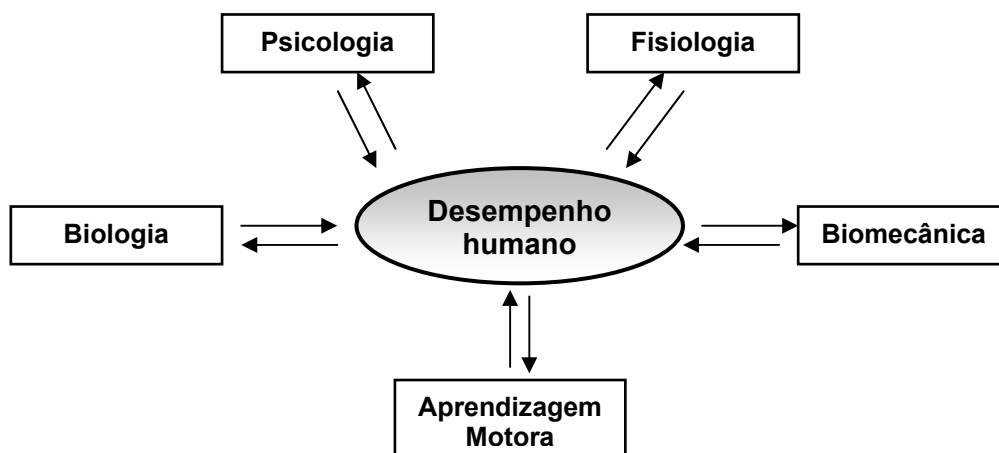 Psicologia
Fisiologia
Biologia
Desempenho
humano
Biomecânica
Aprendizagem
Motora